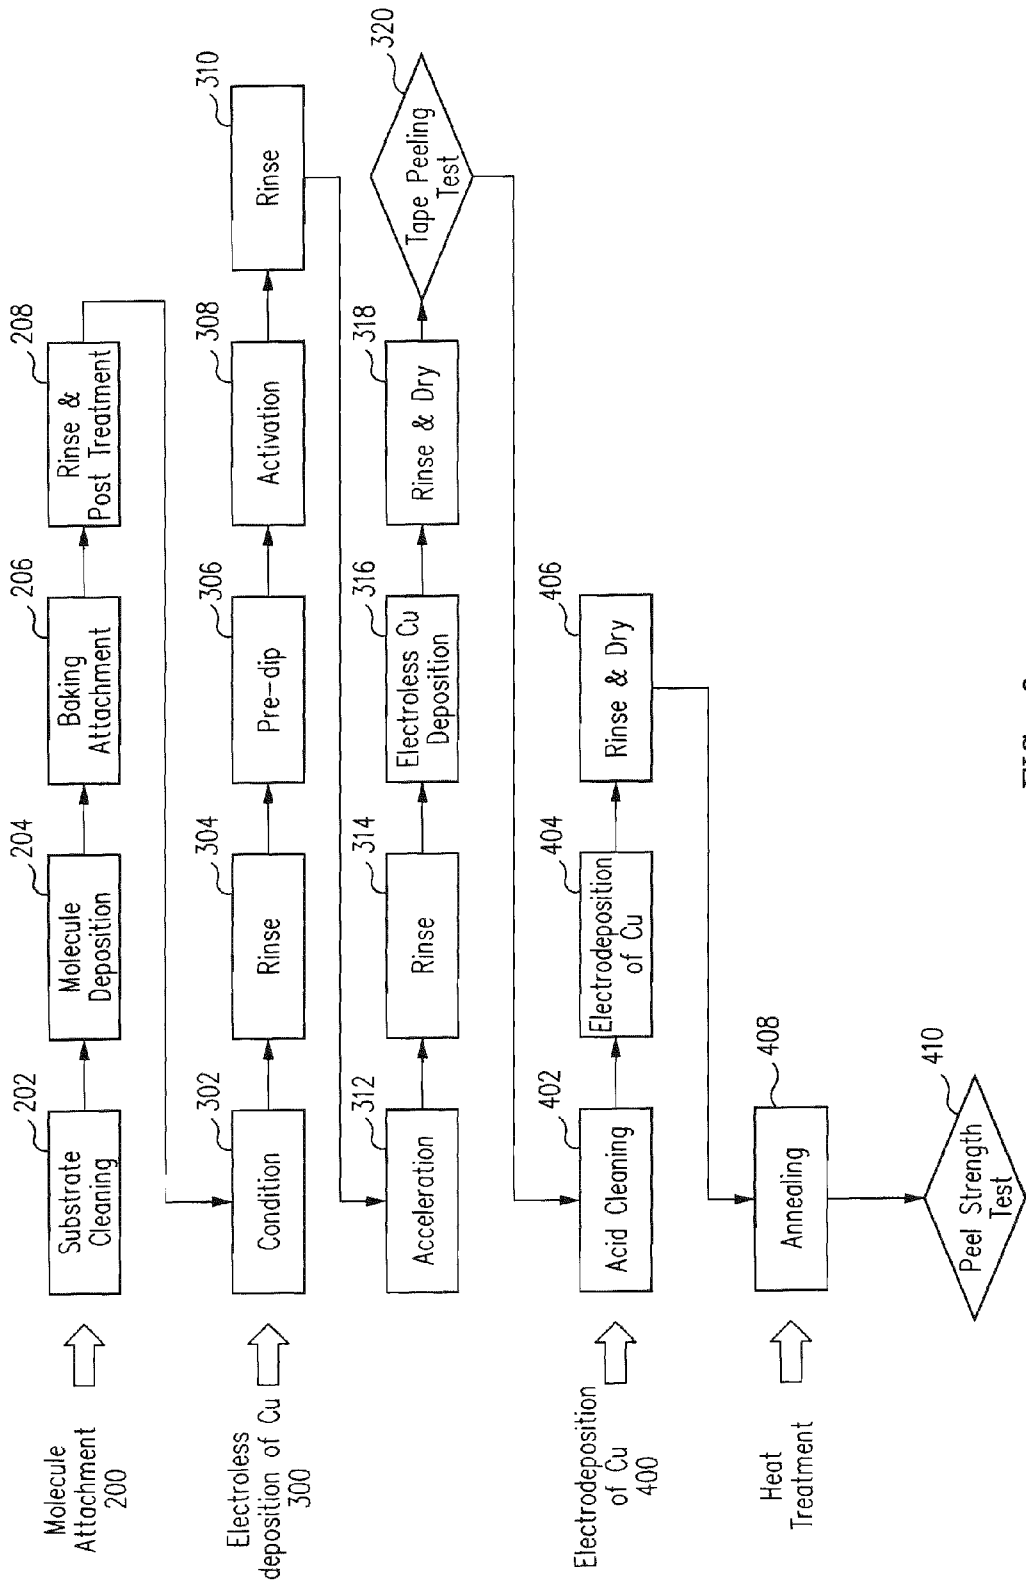 Molecule
Attachment
200
202
Substrate
Cleaning
204
Molecule
Deposition
206
Baking
Attachment
208
Rinse &
Post Treatment
Electroless
deposition of Cu
300
302
Condition
304
Rinse
306
Pre-dip
308
Activation
310
Rinse
312
Acceleration
314
Rinse
316
Electroless Cu
Deposition
318
Rinse & Dry
320
Tape Peeling
Test
Electrodeposition
of Cu
400
402
Acid Cleaning
404
Electrodeposition
of Cu
406
Rinse & Dry
Heat
Treatment
408
Annealing
410
Peel Strength
Test